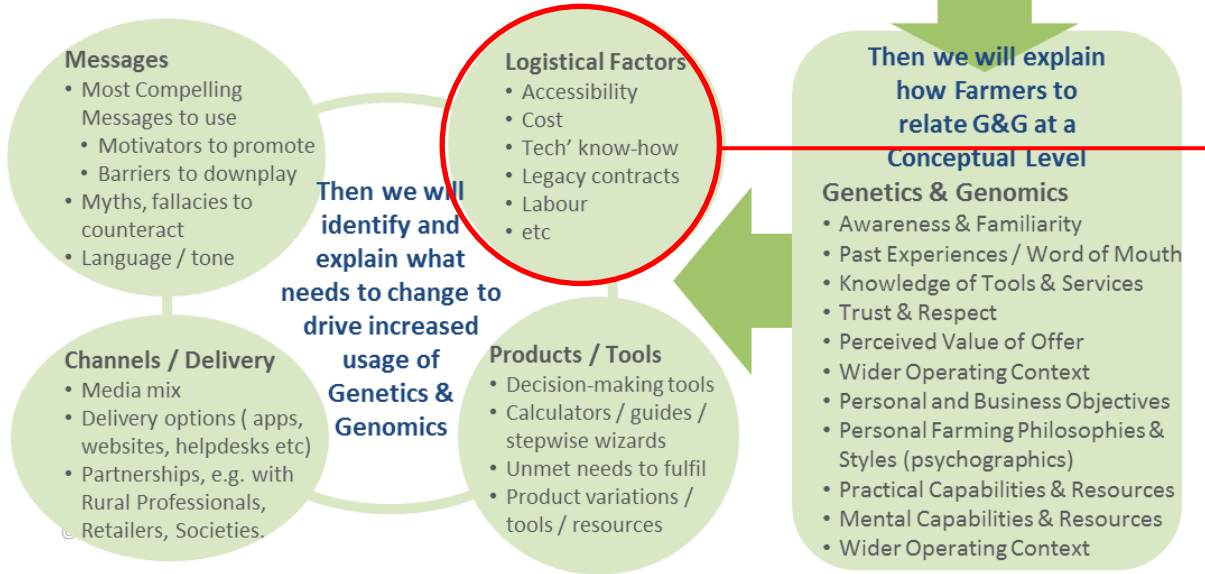 Messages
• Most Compelling
Messages to use
• Motivators to promote
• Barriers to downplay
• Myths, fallacies to
counteract
• Language / tone
Logistical Factors
• Accessibility
• Cost
• Tech’ know-how
• Legacy contracts
• Labour
• etc
Then we will
identify and
explain what
needs to change to
drive increased
usage of
Genetics &
Genomics
Channels / Delivery
• Media mix
• Delivery options ( apps,
websites, helpdesks etc)
• Partnerships, e.g. with
Rural Professionals,
Retailers, Societies.
©
Products / Tools
• Decision-making tools
• Calculators / guides /
stepwise wizards
• Unmet needs to fulfil
• Product variations /
tools / resources
Then we will explain
how Farmers to
relate G&G at a
Conceptual Level
Genetics & Genomics
• Awareness & Familiarity
• Past Experiences / Word of Mouth
• Knowledge of Tools & Services
• Trust & Respect
• Perceived Value of Offer
• Wider Operating Context
• Personal and Business Objectives
• Personal Farming Philosophies &
Styles (psychographics)
• Practical Capabilities & Resources
• Mental Capabilities & Resources
• Wider Operating Context